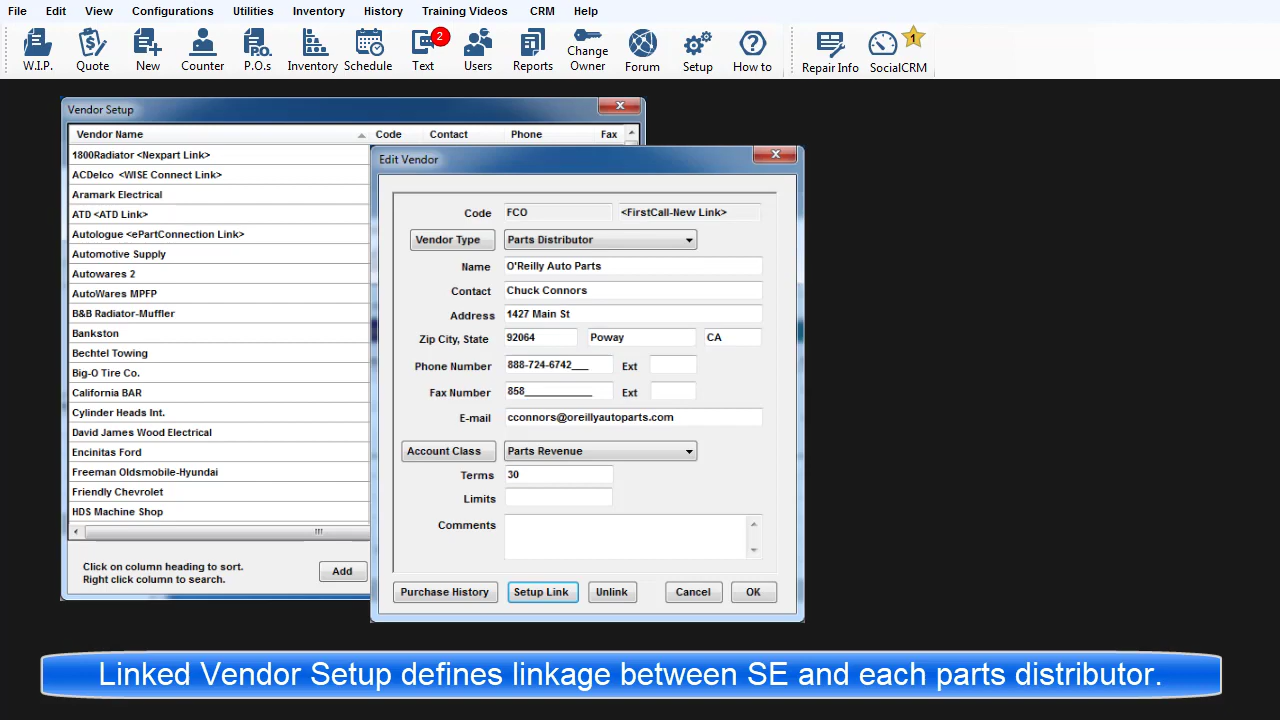 File Edit View Configurations Utilities Inventory History Training Videos CRM Help
2 1
W.I.P. Quote New Counter P.O.s Inventory Schedule Text Users Reports Change Owner Forum Setup How to Repair Info SocialCRM
P.O.
Vendor Setup
Vendor Name Code Contact Phone Fax
1800Radiator <Nexpart Link>
ACDelco <WISE Connect Link>
Aramark Electrical
ATD <ATD Link>
Autologue <ePartConnection Link>
Automotive Supply
Autowares 2
AutoWares MPFP
B&B Radiator-Muffler
Bankston
Bechtel Towing
Big-O Tire Co.
California BAR
Cylinder Heads Int.
David James Wood Electrical
Encinitas Ford
Freeman Oldsmobile-Hyundai
Friendly Chevrolet
HDS Machine Shop
Click on column heading to sort.
Right click column to search.
Add
Edit Vendor
Code FCO <FirstCall-New Link>
Vendor Type Parts Distributor
Name O'Reilly Auto Parts
Contact Chuck Connors
Address 1427 Main St
Zip City, State 92064 Poway CA
Phone Number 888-724-6742___ Ext
Fax Number 858___________ Ext
E-mail cconnors@oreillyautoparts.com
Account Class Parts Revenue
Terms 30
Limits
Comments
Purchase History Setup Link Unlink Cancel OK
Linked Vendor Setup defines linkage between SE and each parts distributor.